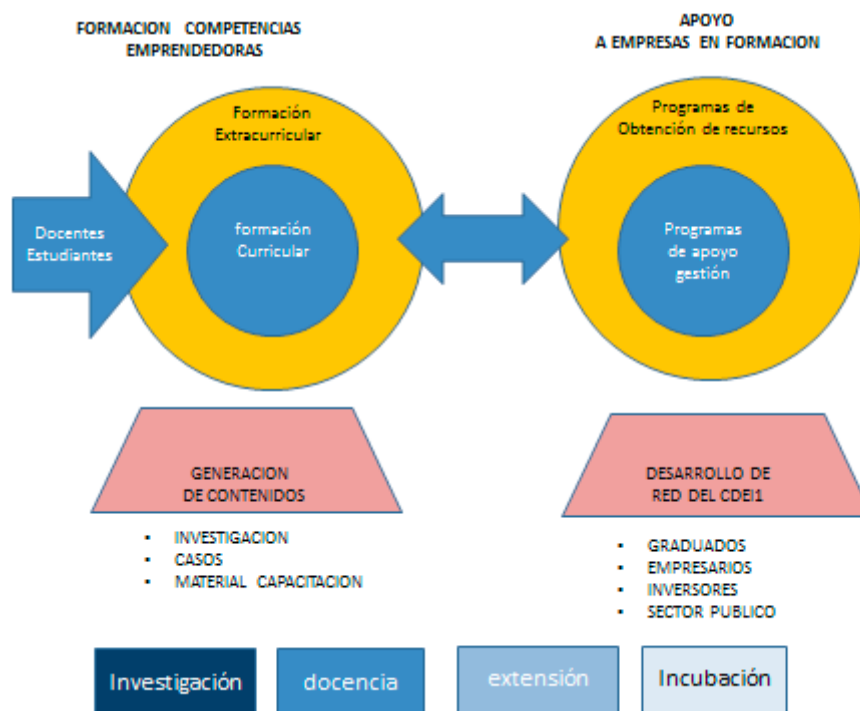 FORMACION COMPETENCIAS
EMPRENDEDORAS
APOYO
A EMPRESAS EN FORMACION
Formación
Extracurricular
formación
Curricular
Docentes
Estudiantes
Programas de
Obtención de recursos
Programas
de apoyo
gestión
GENERACION
DE CONTENIDOS
▪ INVESTIGACION
▪ CASOS
▪ MATERIAL CAPACITACION
DESARROLLO DE
RED DEL CDEI1
▪ GRADUADOS
▪ EMPRESARIOS
▪ INVERSORES
▪ SECTOR PUBLICO
Investigación
docencia
extensión
Incubación